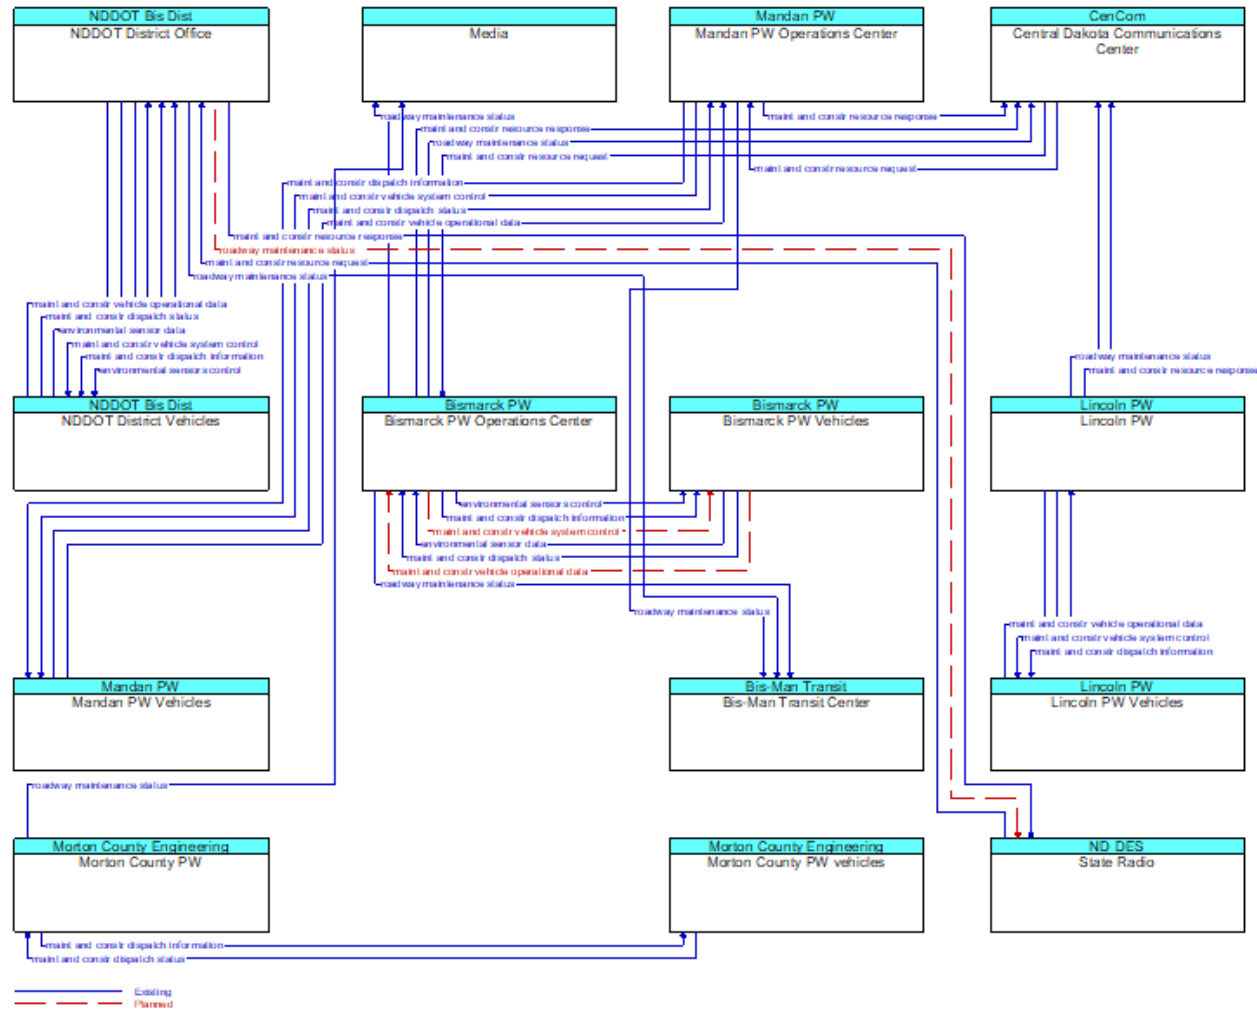 NDDOT Bis Dist
NDDOT District Office
Media
Mandan PW
Mandan PW Operations Center
CenCom
Central Dakota Communications
Center
roadway maintenance status
maint and constr resource response
maint and constr resource response
roadway maintenance status
maint and constr resource request
maint and constr resource request
maint and constr dispatch information
maint and constr vehicle system control
maint and constr dispatch status
maint and constr vehicle operational data
maint and constr resource response
roadway maintenance status
maint and constr resource request
roadway maintenance status
maint and constr vehicle operational data
maint and constr dispatch status
environmental sensor data
maint and constr vehicle system control
maint and constr dispatch information
environmental sensors control
roadway maintenance status
maint and constr resource response
NDDOT Bis Dist
NDDOT District Vehicles
Bismarck PW
Bismarck PW Operations Center
Bismarck PW
Bismarck PW Vehicles
Lincoln PW
Lincoln PW
environmental sensors control
maint and constr dispatch information
maint and constr vehicle system control
environmental sensor data
maint and constr dispatch status
maint and constr vehicle operational data
roadway maintenance status
roadway maintenance status
maint and constr vehicle operational data
maint and constr vehicle system control
maint and constr dispatch information
Mandan PW
Mandan PW Vehicles
Bis-Man Transit
Bis-Man Transit Center
Lincoln PW
Lincoln PW Vehicles
roadway maintenance status
Morton County Engineering
Morton County PW
Morton County Engineering
Morton County PW vehicles
ND DES
State Radio
maint and constr dispatch information
maint and constr dispatch status
Existing
Planned